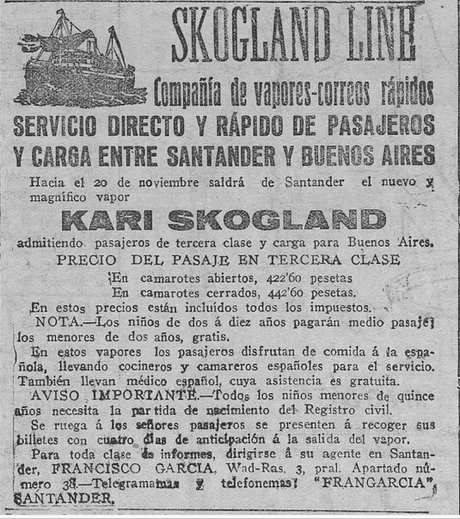 SKOGLAND LINE
Compañía de vapores-correos rápidos
SERVICIO DIRECTO Y RÁPIDO DE PASAJEROS
Y CARGA ENTRE SANTANDER Y BUENOS AIRES
Hacia el 20 de noviembre saldrá de Santander el nuevo y
magnífico vapor
KARI SKOGLAND
admitiendo pasajeros de tercera clase y carga para Buenos Aires.
PRECIO DEL PASAJE EN TERCERA CLASE
En camarotes abiertos, 422'60 pesetas
En camarotes cerrados, 442'60 pesetas.
En estos precios están incluídos todos los impuestos.
NOTA.—Los niños de dos á diez años pagarán medio pasaje;
los menores de dos años, gratis.
En estos vapores los pasajeros disfrutan de comida á la espa-
ñola, llevando cocineros y camareros españoles para el servicio.
También llevan médico español, cuya asistencia es gratuita.
AVISO IMPORTANTE.—Todos los niños menores de quince
años necesita la partida de nacimiento del Registro civil.
Se ruega á los señores pasajeros se presenten á recoger sus
billetes con cuatro días de anticipación á la salida del vapor.
Para toda clase de informes, dirigirse á su agente en Santan-
der, FRANCISCO GARCIA, Wad-Ras, 3, pral. Apartado nú-
mero 38.—Telegramamas y telefonemas: "FRANGARCIA".
SANTANDER.